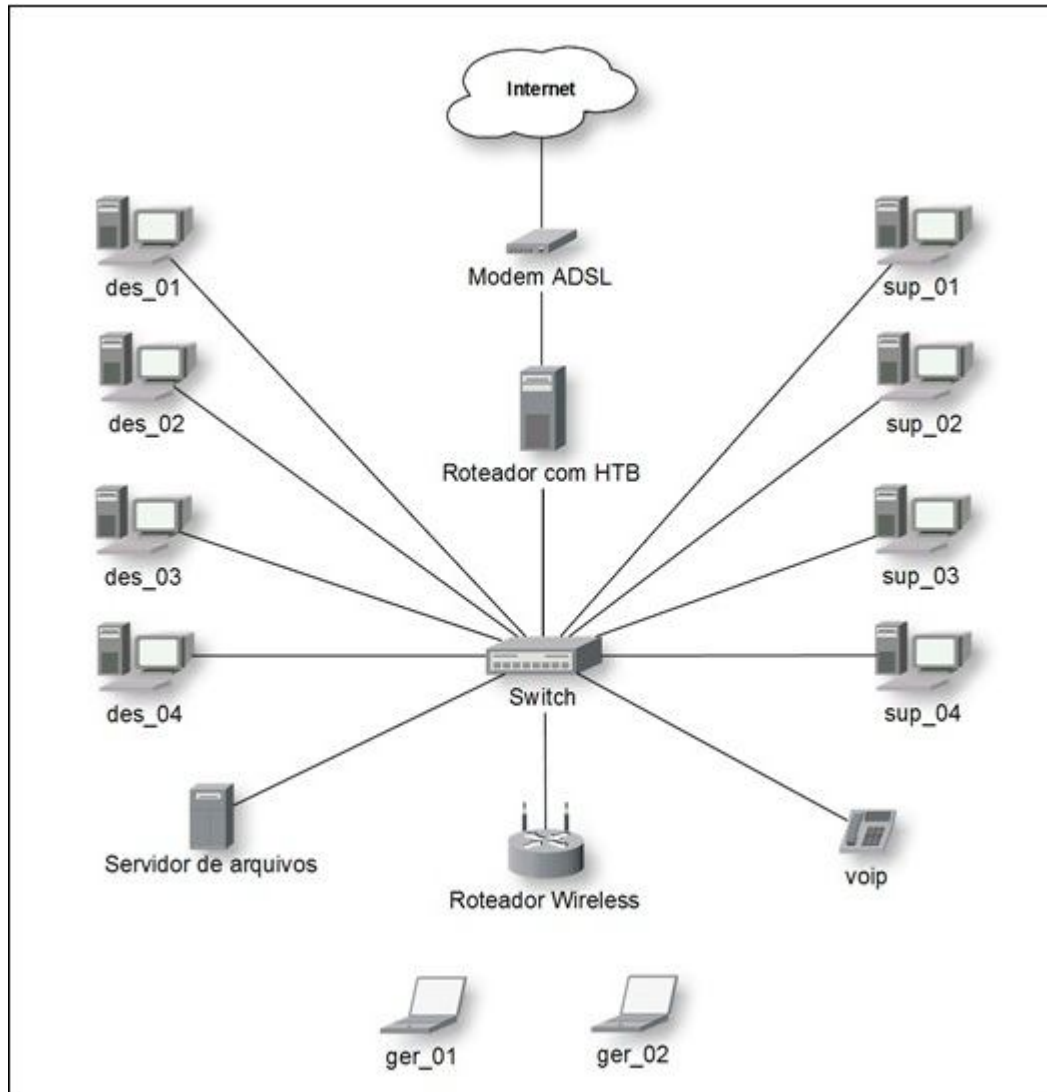 Internet
Modem ADSL
des_01
sup_01
des_02
sup_02
Roteador com HTB
des_03
sup_03
des_04
Switch
sup_04
Servidor de arquivos
Roteador Wireless
voip
ger_01
ger_02